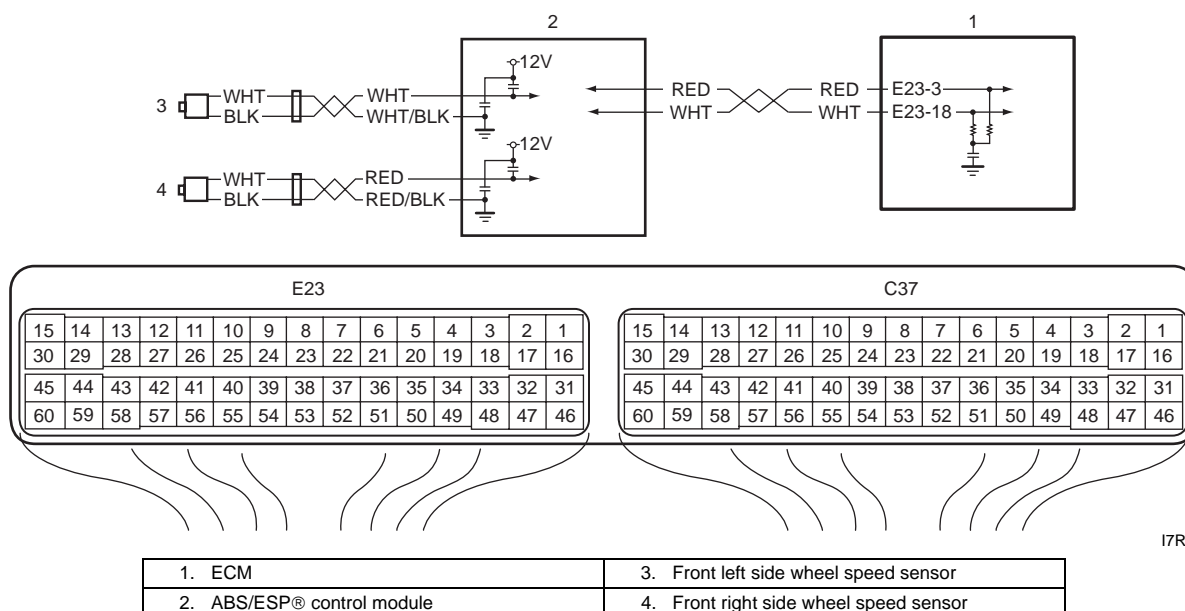 2 1
12V
WHT WHT RED RED E23-3
3 BLK WHT/BLK WHT WHT E23-18
12V
WHT RED
4 BLK RED/BLK
E23 C37
15 14 13 12 11 10 9 8 7 6 5 4 3 2 1 15 14 13 12 11 10 9 8 7 6 5 4 3 2 1
30 29 28 27 26 25 24 23 22 21 20 19 18 17 16 30 29 28 27 26 25 24 23 22 21 20 19 18 17 16
45 44 43 42 41 40 39 38 37 36 35 34 33 32 31 45 44 43 42 41 40 39 38 37 36 35 34 33 32 31
60 59 58 57 56 55 54 53 52 51 50 49 48 47 46 60 59 58 57 56 55 54 53 52 51 50 49 48 47 46
I7R
1. ECM 3. Front left side wheel speed sensor
2. ABS/ESP® control module 4. Front right side wheel speed sensor